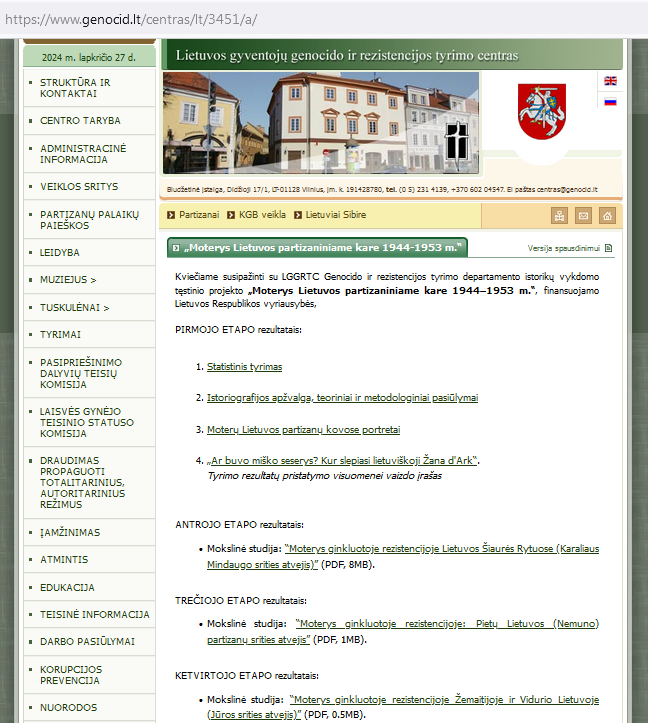 https://www.genocid.lt/centras/lt/3451/a/
2024 m. lapkričio 27 d.
Lietuvos gyventojų genocido ir rezistencijos tyrimo centras
STRUKTŪRA IR
KONTAKTAI
CENTRO TARYBA
ADMINISTRACINĖ
INFORMACIJA
VEIKLOS SRITYS
PARTIZANŲ PALAIKŲ
PAIEŠKOS
LEIDYBA
MUZIEJUS >
TUSKULĖNAI >
TYRIMAI
PASIPRIEŠINIMO
DALYVIŲ TEISIŲ
KOMISIJA
LAISVĖS GYNĖJO
TEISINIO STATUSO
KOMISIJA
DRAUDIMAS
PROPAGUOTI
TOTALITARINIUS,
AUTORITARINIUS
REŽIMUS
ĮAMŽINIMAS
ATMINTIS
EDUKACIJA
TEISINĖ INFORMACIJA
DARBO PASIŪLYMAI
KORUPCIJOS
PREVENCIJA
NUORODOS
Biudžetinė įstaiga, Didžioji 17/1, LT-01128 Vilnius, įm. k. 191428780, tel. (0 5) 231 4139, +370 602 04547. El paštas centras@genocid.lt
Partizanai KGB veikla Lietuviai Sibire
„Moterys Lietuvos partizaniniame kare 1944-1953 m.“
Versija spausdinimui
Kviečiame susipažinti su LGGRTC Genocido ir rezistencijos tyrimo departamento istorikų vykdomo
tęstinio projekto „Moterys Lietuvos partizaniniame kare 1944–1953 m.“, finansuojamo
Lietuvos Respublikos vyriausybės,
PIRMOJO ETAPO rezultatais:
1. Statistinis tyrimas
2. Istoriografijos apžvalga, teoriniai ir metodologiniai pasiūlymai
3. Moterų Lietuvos partizanų kovose portretai
4. „Ar buvo miško seserys? Kur slepiasi lietuviškoji Žana d'Ark“.
Tyrimo rezultatų pristatymo visuomenei vaizdo įrašas
ANTROJO ETAPO rezultatais:
• Mokslinė studija: “Moterys ginkluotoje rezistencijoje Lietuvos Šiaurės Rytuose (Karaliaus
Mindaugo srities atvejis)” (PDF, 8MB).
TREČIOJO ETAPO rezultatais:
• Mokslinė studija: “Moterys ginkluotoje rezistencijoje: Pietų Lietuvos (Nemuno)
partizanų srities atvejis” (PDF, 1MB).
KETVIRTOJO ETAPO rezultatais:
• Mokslinė studija: “Moterys ginkluotoje rezistencijoje Žemaitijoje ir Vidurio Lietuvoje
(Jūros srities atvejis)” (PDF, 0.5MB).